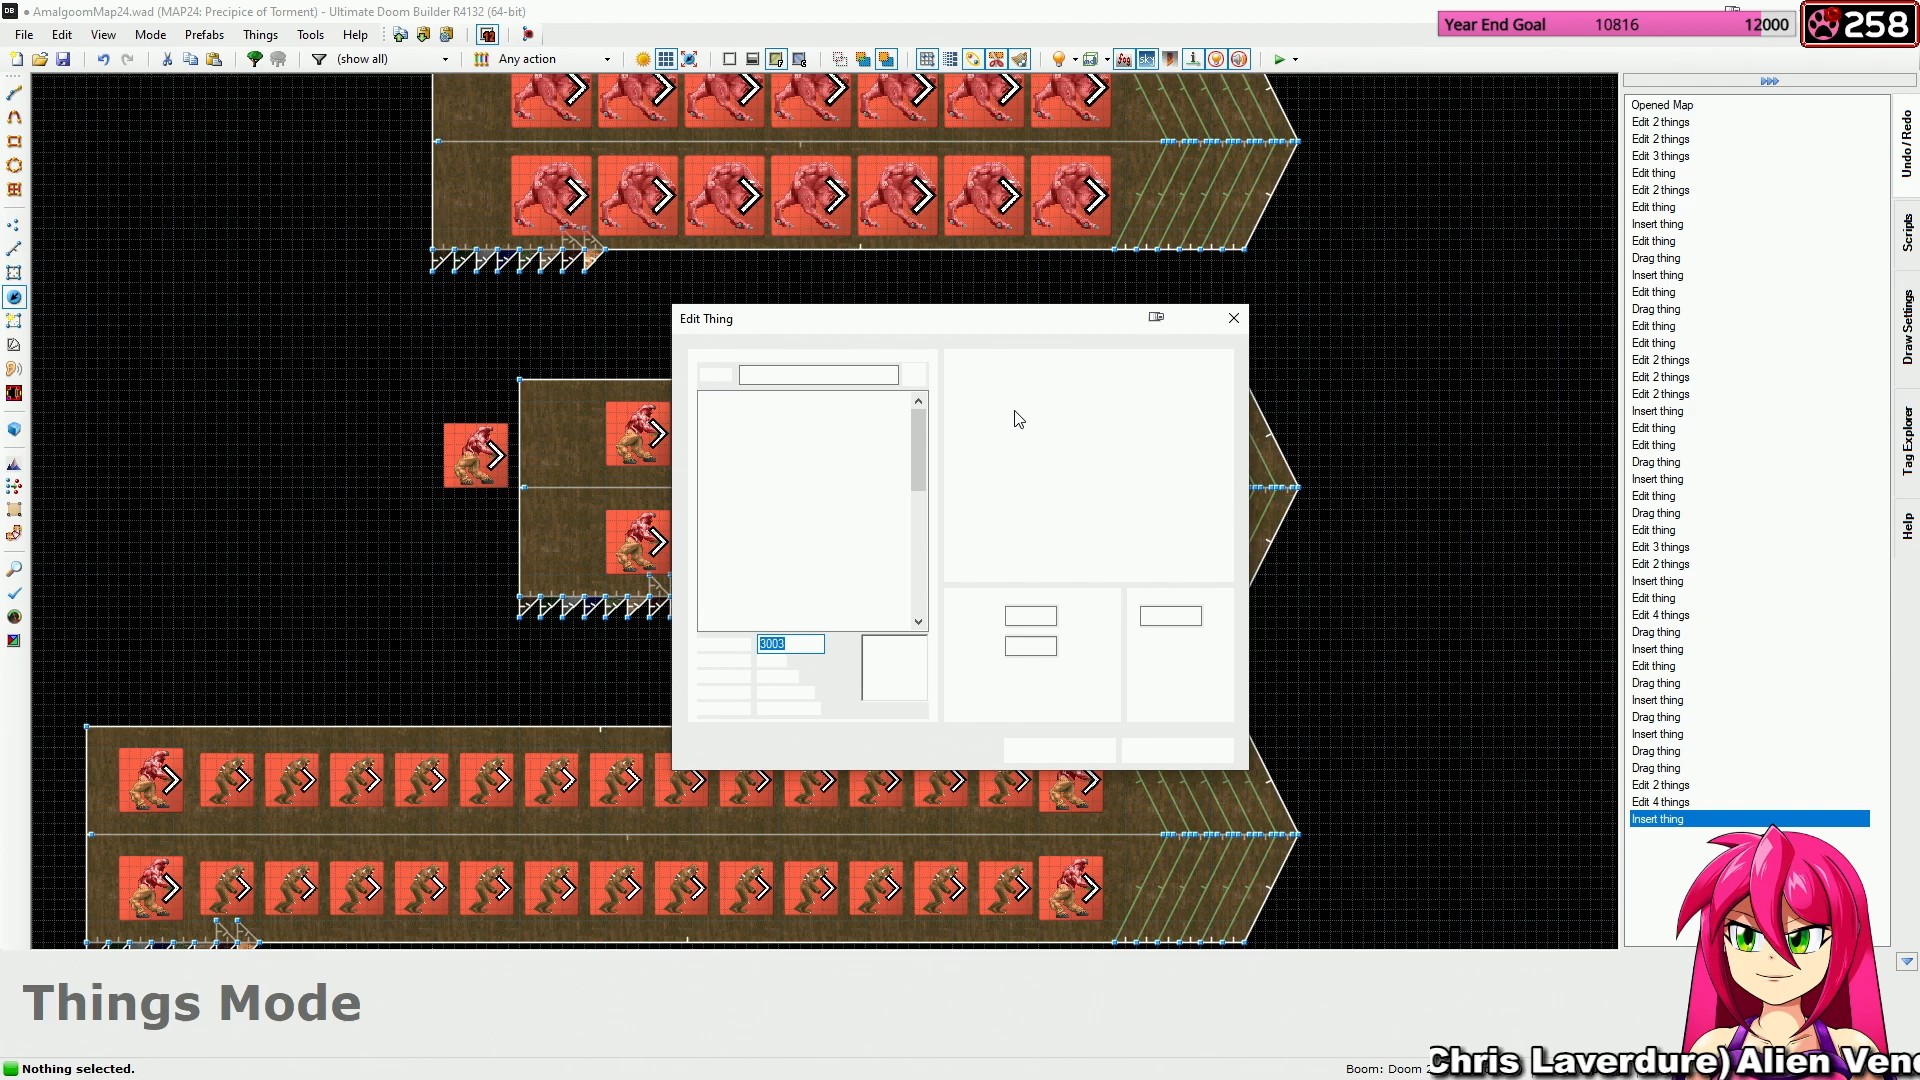 AmalgoomMap24.wad (MAP24: Precipice of Torment) - Ultimate Doom Builder R4132 (64-bit)
Year End Goal 10816 12000
258
File Edit View Mode Prefabs Things Tools Help
(show all)
Any action
Opened Map
Edit 2 things
Edit 2 things
Edit 3 things
Edit thing
Edit 2 things
Edit thing
Insert thing
Edit thing
Drag thing
Insert thing
Edit thing
Drag thing
Edit thing
Edit thing
Edit 2 things
Edit 2 things
Edit 2 things
Insert thing
Edit thing
Edit thing
Drag thing
Insert thing
Edit thing
Drag thing
Edit thing
Edit 3 things
Edit 2 things
Insert thing
Edit thing
Edit 4 things
Drag thing
Insert thing
Edit thing
Drag thing
Insert thing
Drag thing
Insert thing
Drag thing
Drag thing
Edit 2 things
Edit 4 things
Insert thing
Undo / Redo
Scripts
Draw Settings
Tag Explorer
Help
Edit Thing
3003
Things Mode
Nothing selected.
Boom: Doom 2
Chris Laverdure) Alien Vend